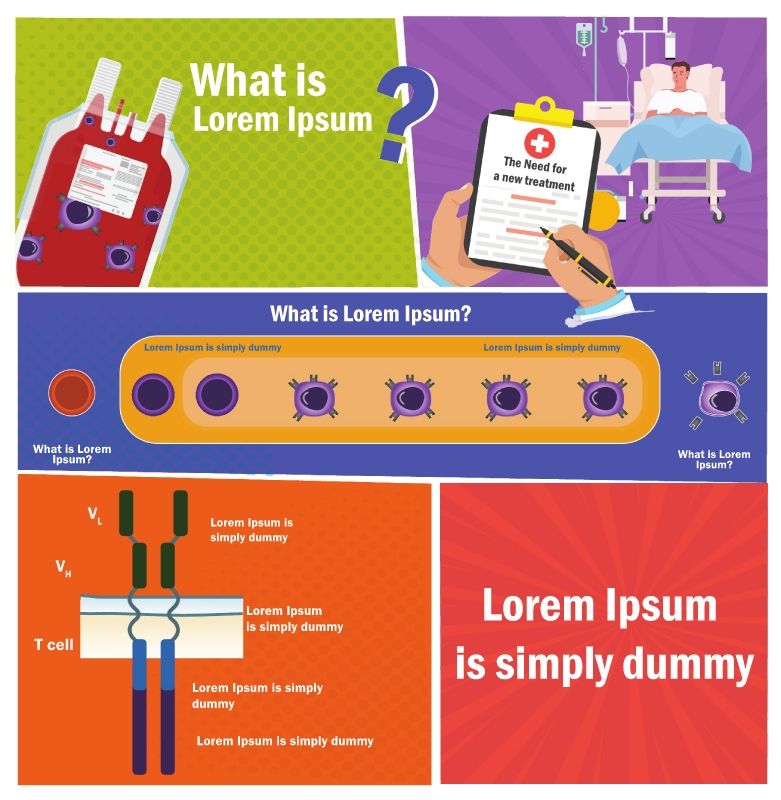 What is
Lorem Ipsum
?
The Need for
a new treatment
What is Lorem Ipsum?
Lorem Ipsum is simply dummy
Lorem Ipsum is simply dummy
What is Lorem
Ipsum?
What is Lorem
Ipsum?
VL
Lorem Ipsum is
simply dummy
VH
Lorem Ipsum
is simply dummy
T cell
Lorem Ipsum is simply
dummy
Lorem Ipsum is simply dummy
Lorem Ipsum
is simply dummy